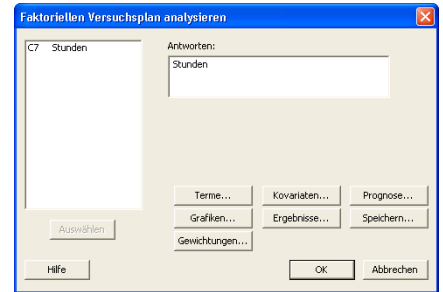 Faktoriellen Versuchsplan analysieren
C7 Stunden
Antworten:
Stunden
Terme...
Kovariaten...
Prognose...
Grafiken...
Ergebnisse...
Speichern...
Auswählen
Gewichtungen...
Hilfe
OK
Abbrechen